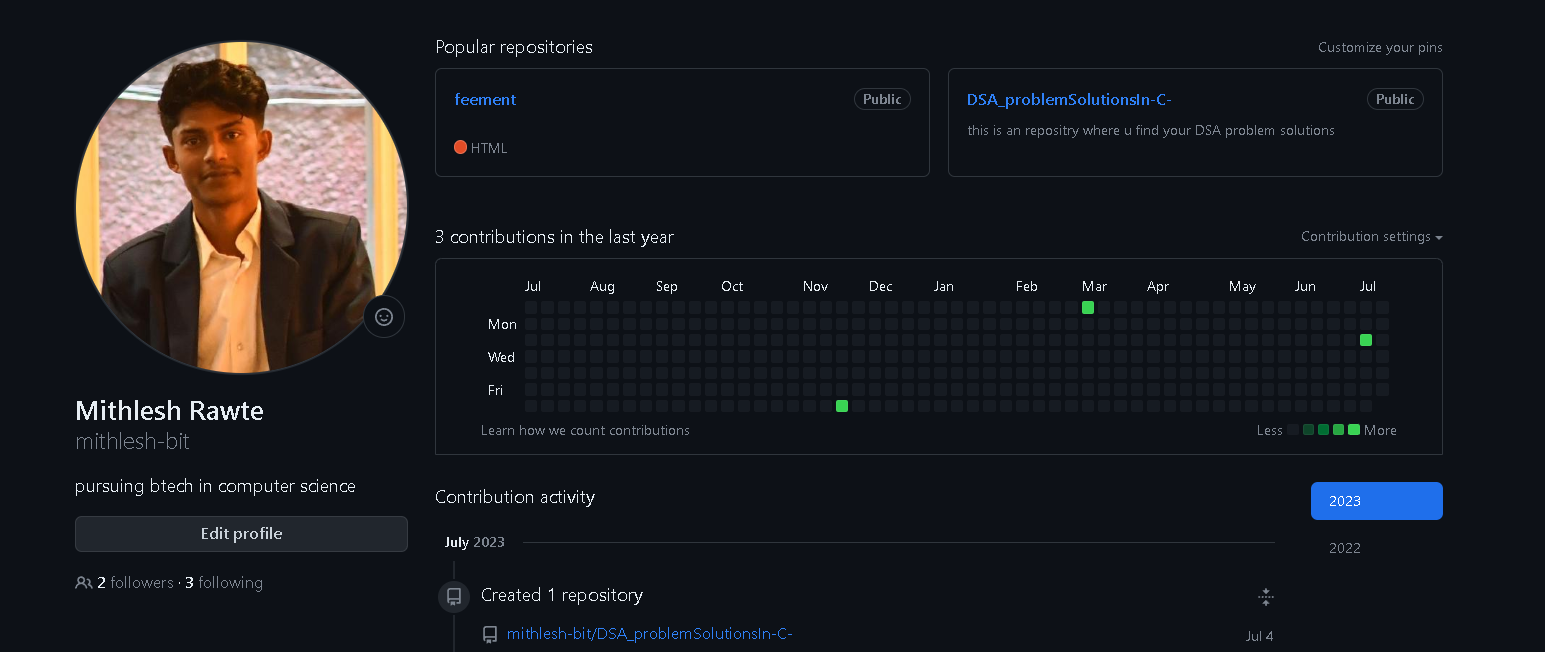 Popular repositories
Customize your pins
feement
Public
HTML
DSA_problemSolutionsIn-C-
Public
this is an repositry where u find your DSA problem solutions
3 contributions in the last year
Contribution settings
Jul Aug Sep Oct Nov Dec Jan Feb Mar Apr May Jun Jul
Mon
Wed
Fri
Learn how we count contributions
Less More
Mithlesh Rawte
mithlesh-bit
pursuing btech in computer science
Edit profile
2 followers · 3 following
Contribution activity
2023
2022
July 2023
Created 1 repository
mithlesh-bit/DSA_problemSolutionsIn-C-
Jul 4